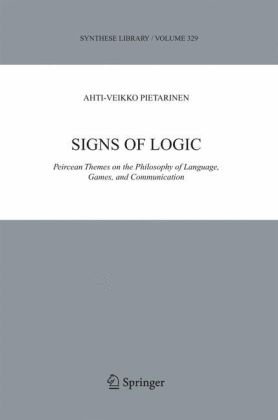 SYNTHESE LIBRARY / VOLUME 329
AHTI-VEIKKO PIETARINEN
SIGNS OF LOGIC
Peircean Themes on the Philosophy of Language,
Games, and Communication
Springer